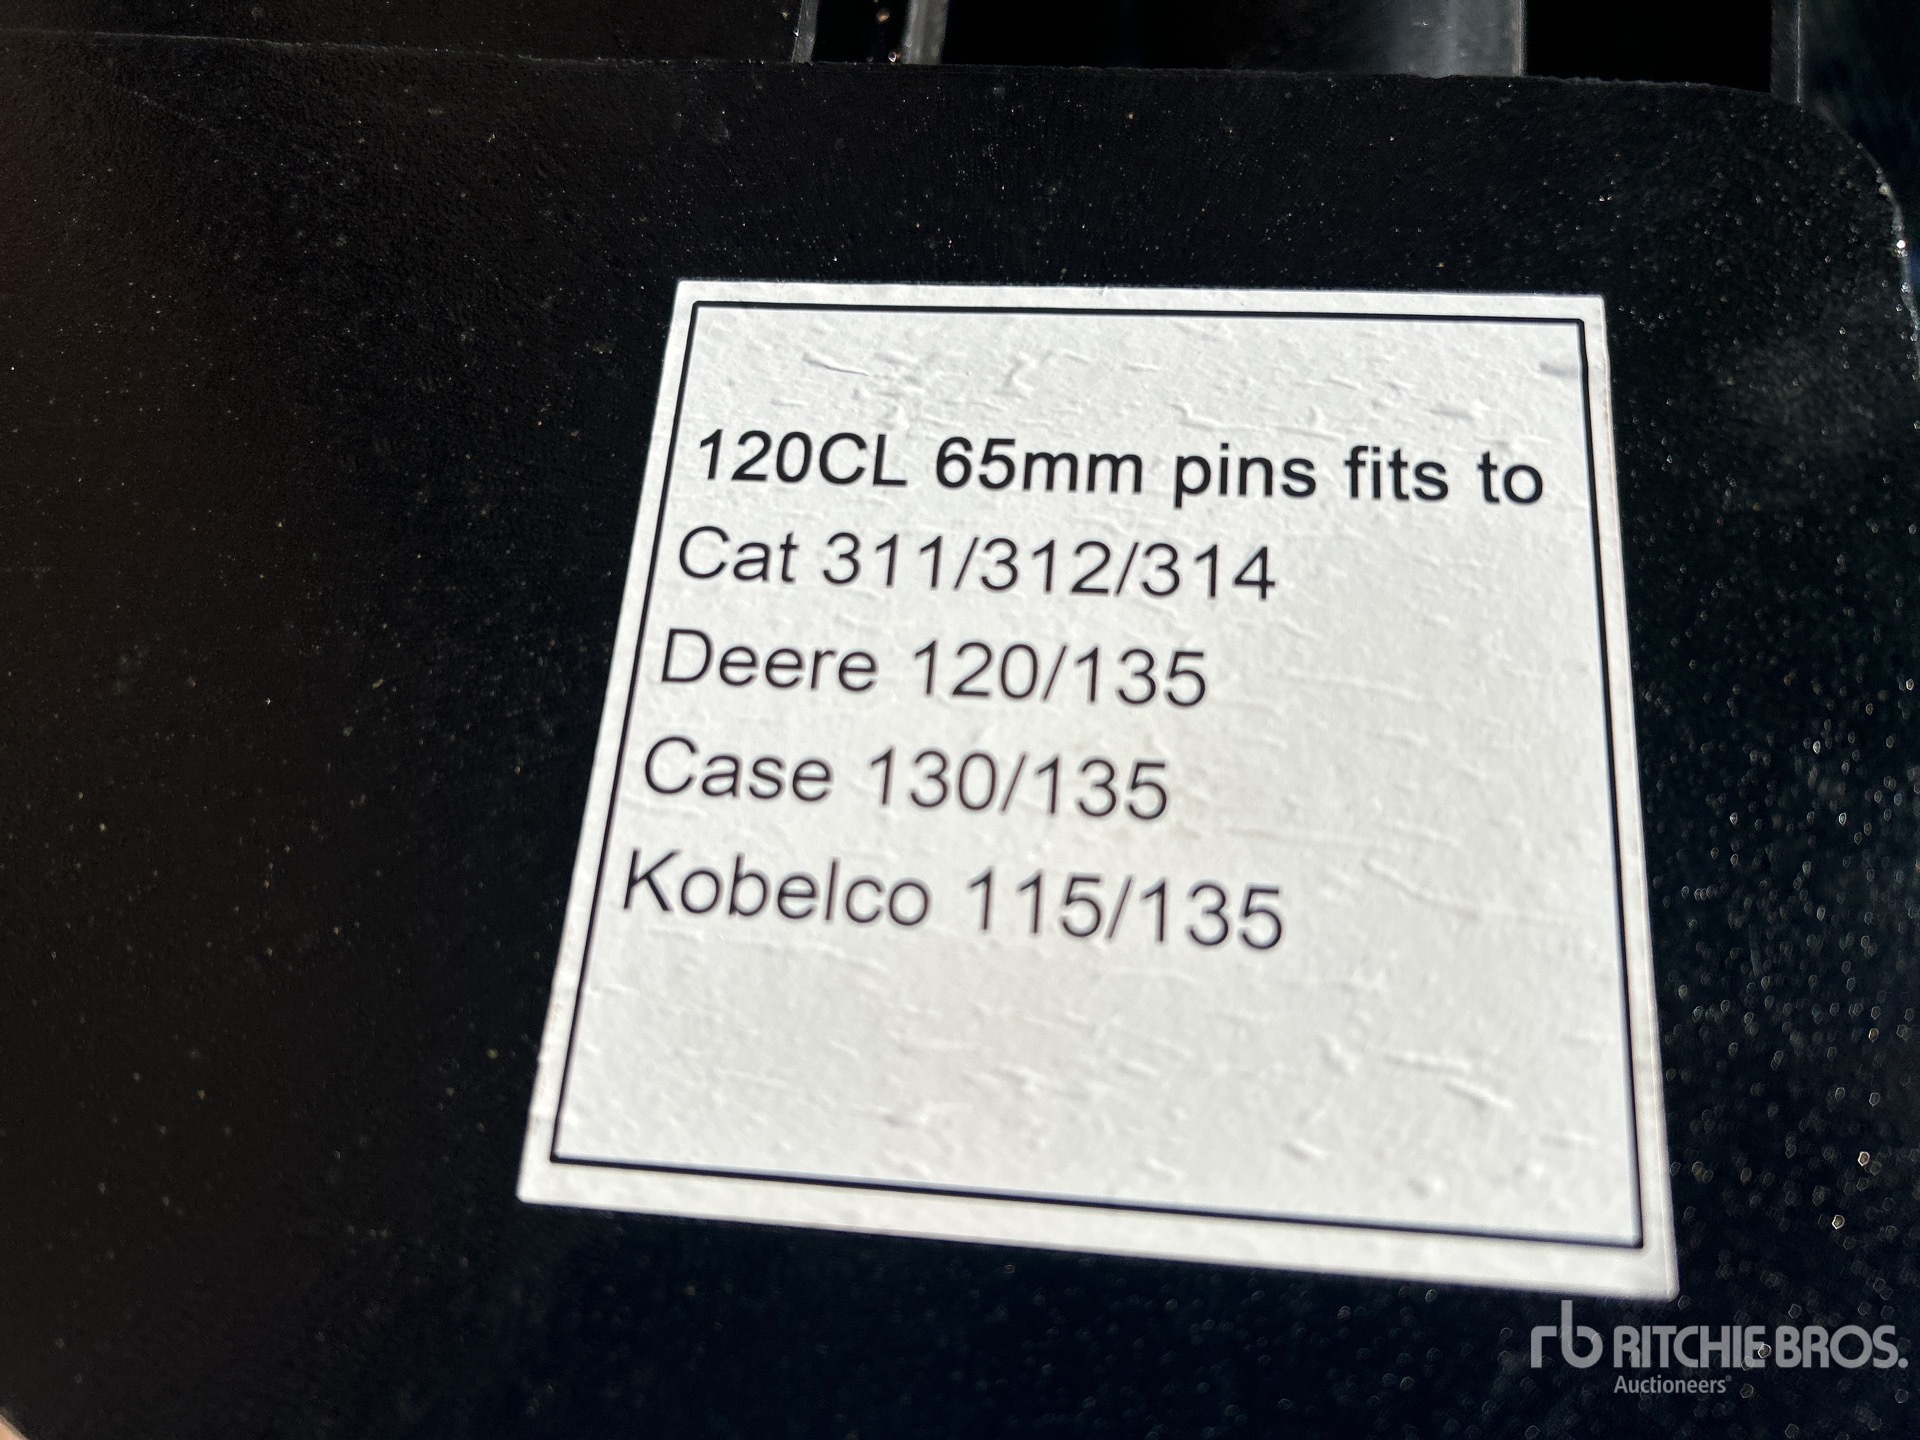 120CL 65mm pins fits to
Cat 311/312/314
Deere 120/135
Case 130/135
Kobelco 115/135
rb RITCHIE BROS.
Auctioneers®